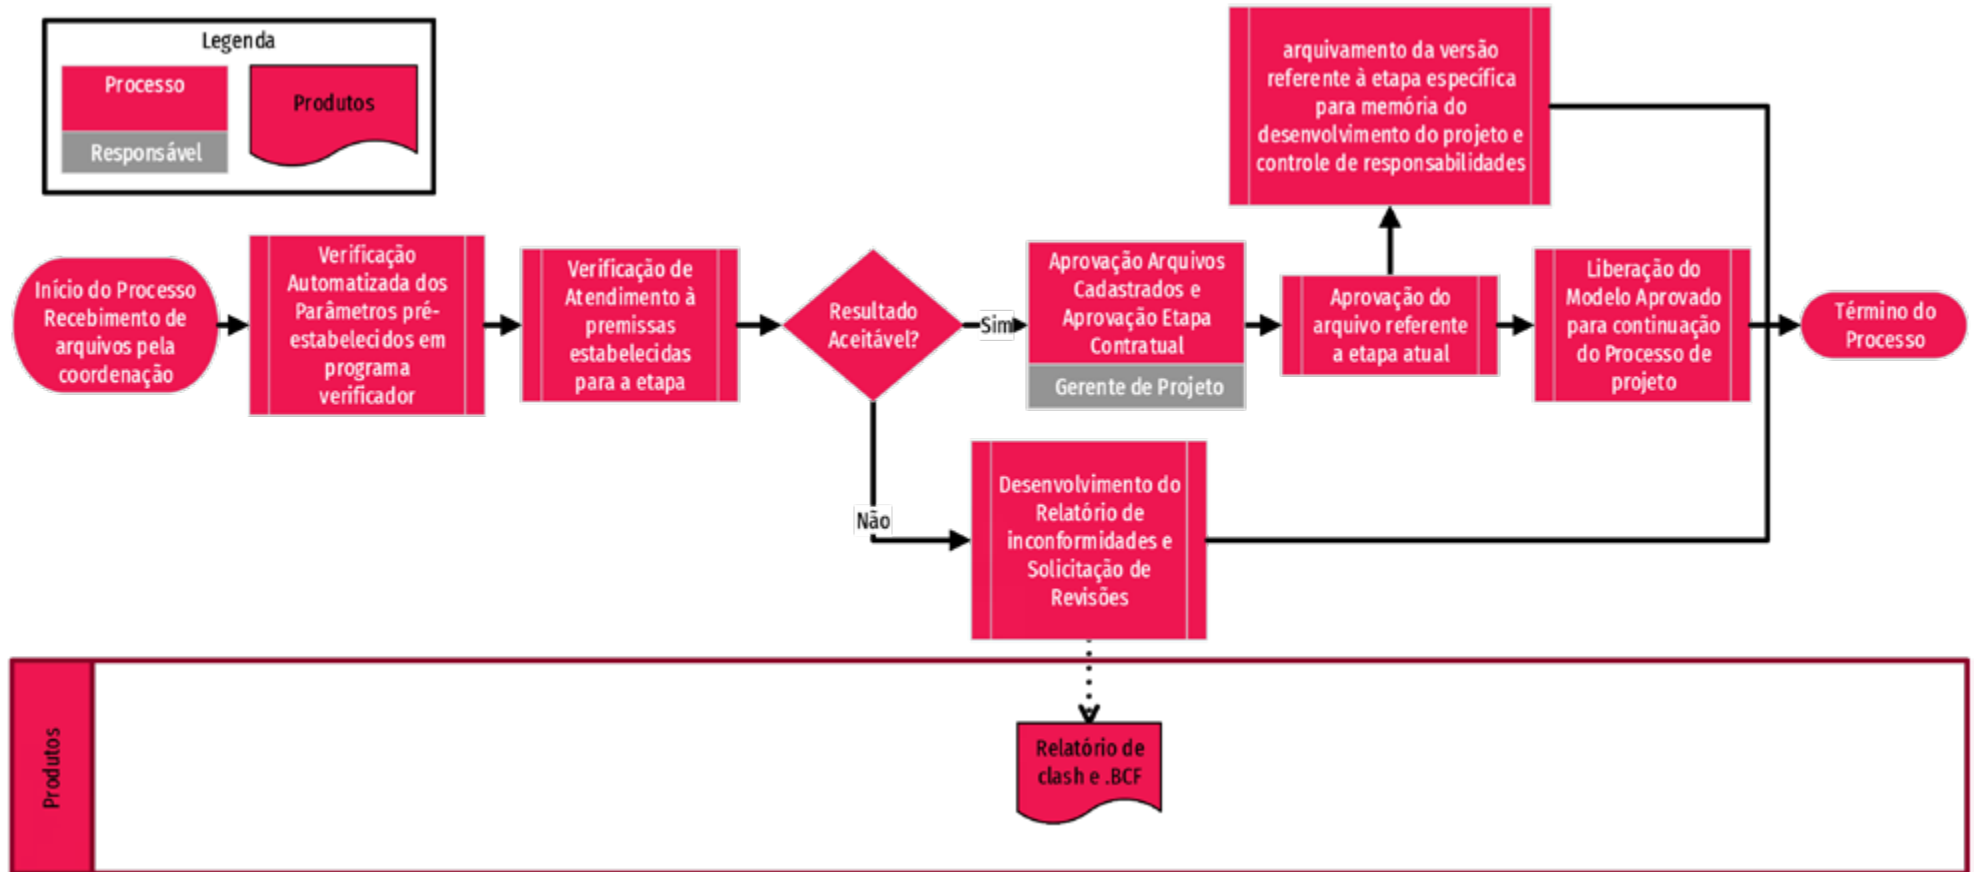 Legenda
Processo
Responsável
Produtos
Início do Processo
Recebimento de
arquivos pela
coordenação
Verificação
Automatizada dos
Parâmetros pré-
estabelecidos em
programa
verificador
Verificação de
Atendimento à
premissas
estabelecidas
para a etapa
Resultado
Aceitável?
Sim
Aprovação Arquivos
Cadastrados e
Aprovação Etapa
Contratual
Gerente de Projeto
Aprovação do
arquivo referente
a etapa atual
arquivamento da versão
referente à etapa específica
para memória do
desenvolvimento do projeto e
controle de responsabilidades
Liberação do
Modelo Aprovado
para continuação
do Processo de
projeto
Término do
Processo
Não
Desenvolvimento do
Relatório de
inconformidades e
Solicitação de
Revisões
Produtos
Relatório de
clash e .BCF